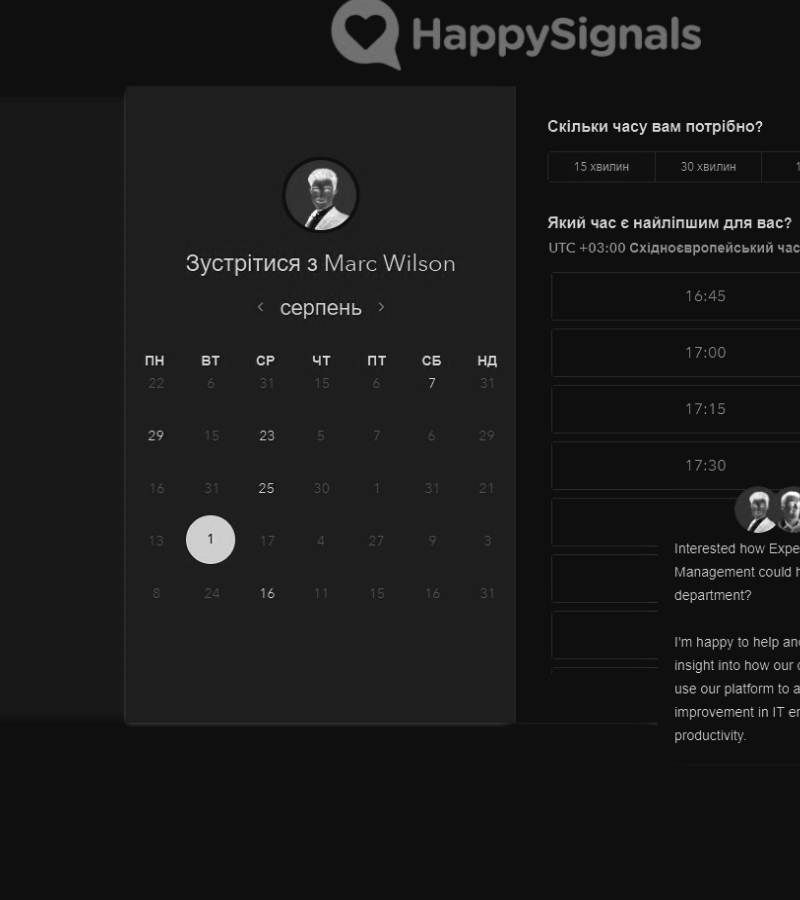 HappySignals
Зустрітися з Marc Wilson
серпень
ПН ВТ СР ЧТ ПТ СБ НД
22 6 31 15 6 7 31
29 15 23 5 7 6 29
16 31 25 30 1 31 21
13 1 17 4 27 9 3
8 24 16 11 15 16 31
Скільки часу вам потрібно?
15 хвилин 30 хвилин 1
Який час є найліпшим для вас?
UTC +03:00 Східноєвропейський час
16:45
17:00
17:15
17:30
Interested how Expe
Management could h
department?
I'm happy to help an
insight into how our
use our platform to a
improvement in IT e
productivity.